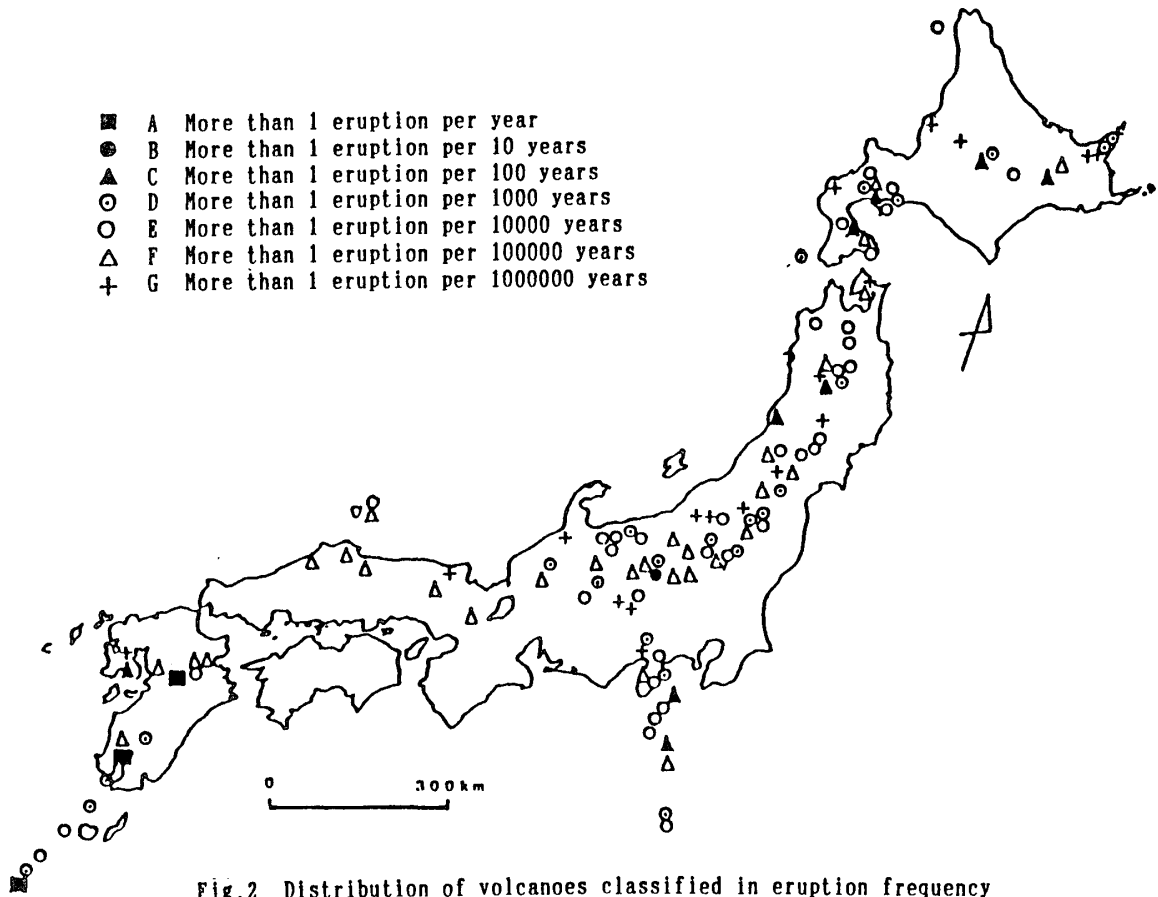 A More than 1 eruption per year
B More than 1 eruption per 10 years
C More than 1 eruption per 100 years
D More than 1 eruption per 1000 years
E More than 1 eruption per 10000 years
F More than 1 eruption per 100000 years
G More than 1 eruption per 1000000 years
0 300km
Fig.2 Distribution of volcanoes classified in eruption frequency